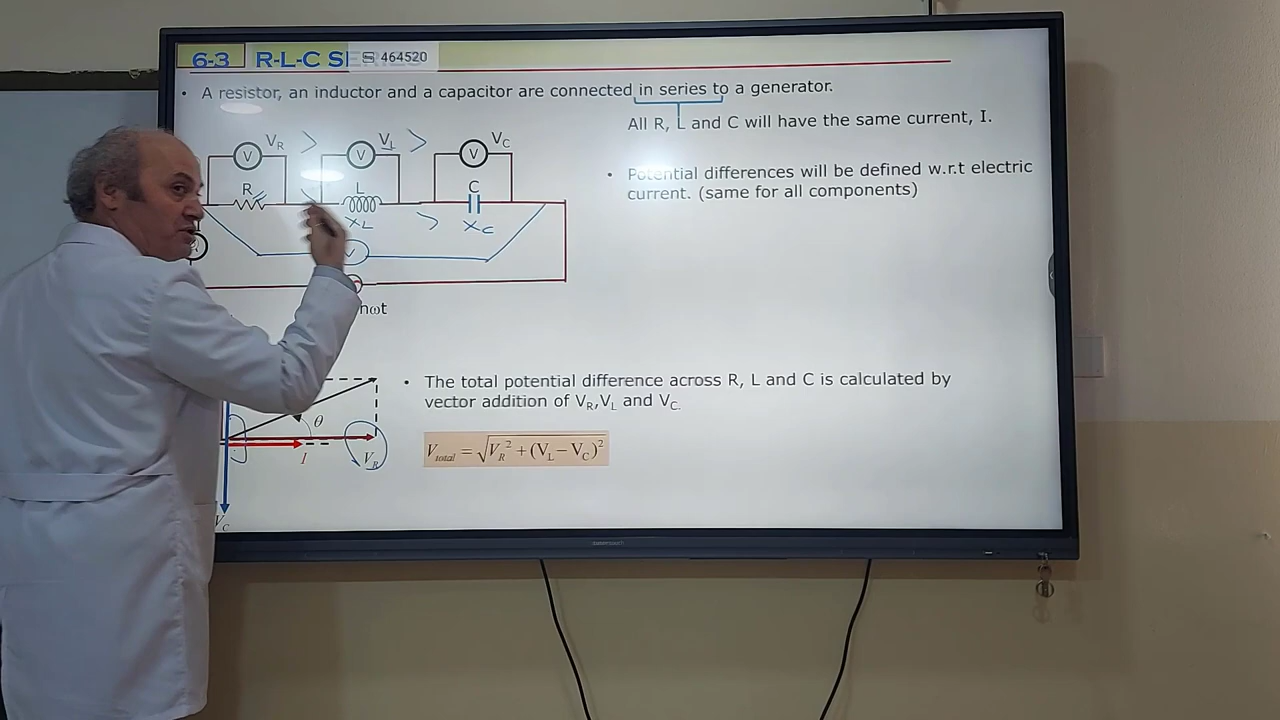 6-3 R-L-C S
464520
• A resistor, an inductor and a capacitor are connected in series to a generator.
All R, L and C will have the same current, I.
V_R > V_L > V_C
V V V
R L C
X_L > X_C
V
nωt
• Potential differences will be defined w.r.t electric
current. (same for all components)
• The total potential difference across R, L and C is calculated by
vector addition of V_R,V_L and V_C.
V_total = √V_R² + (V_L – V_C)²
θ
I
V_R
V_C